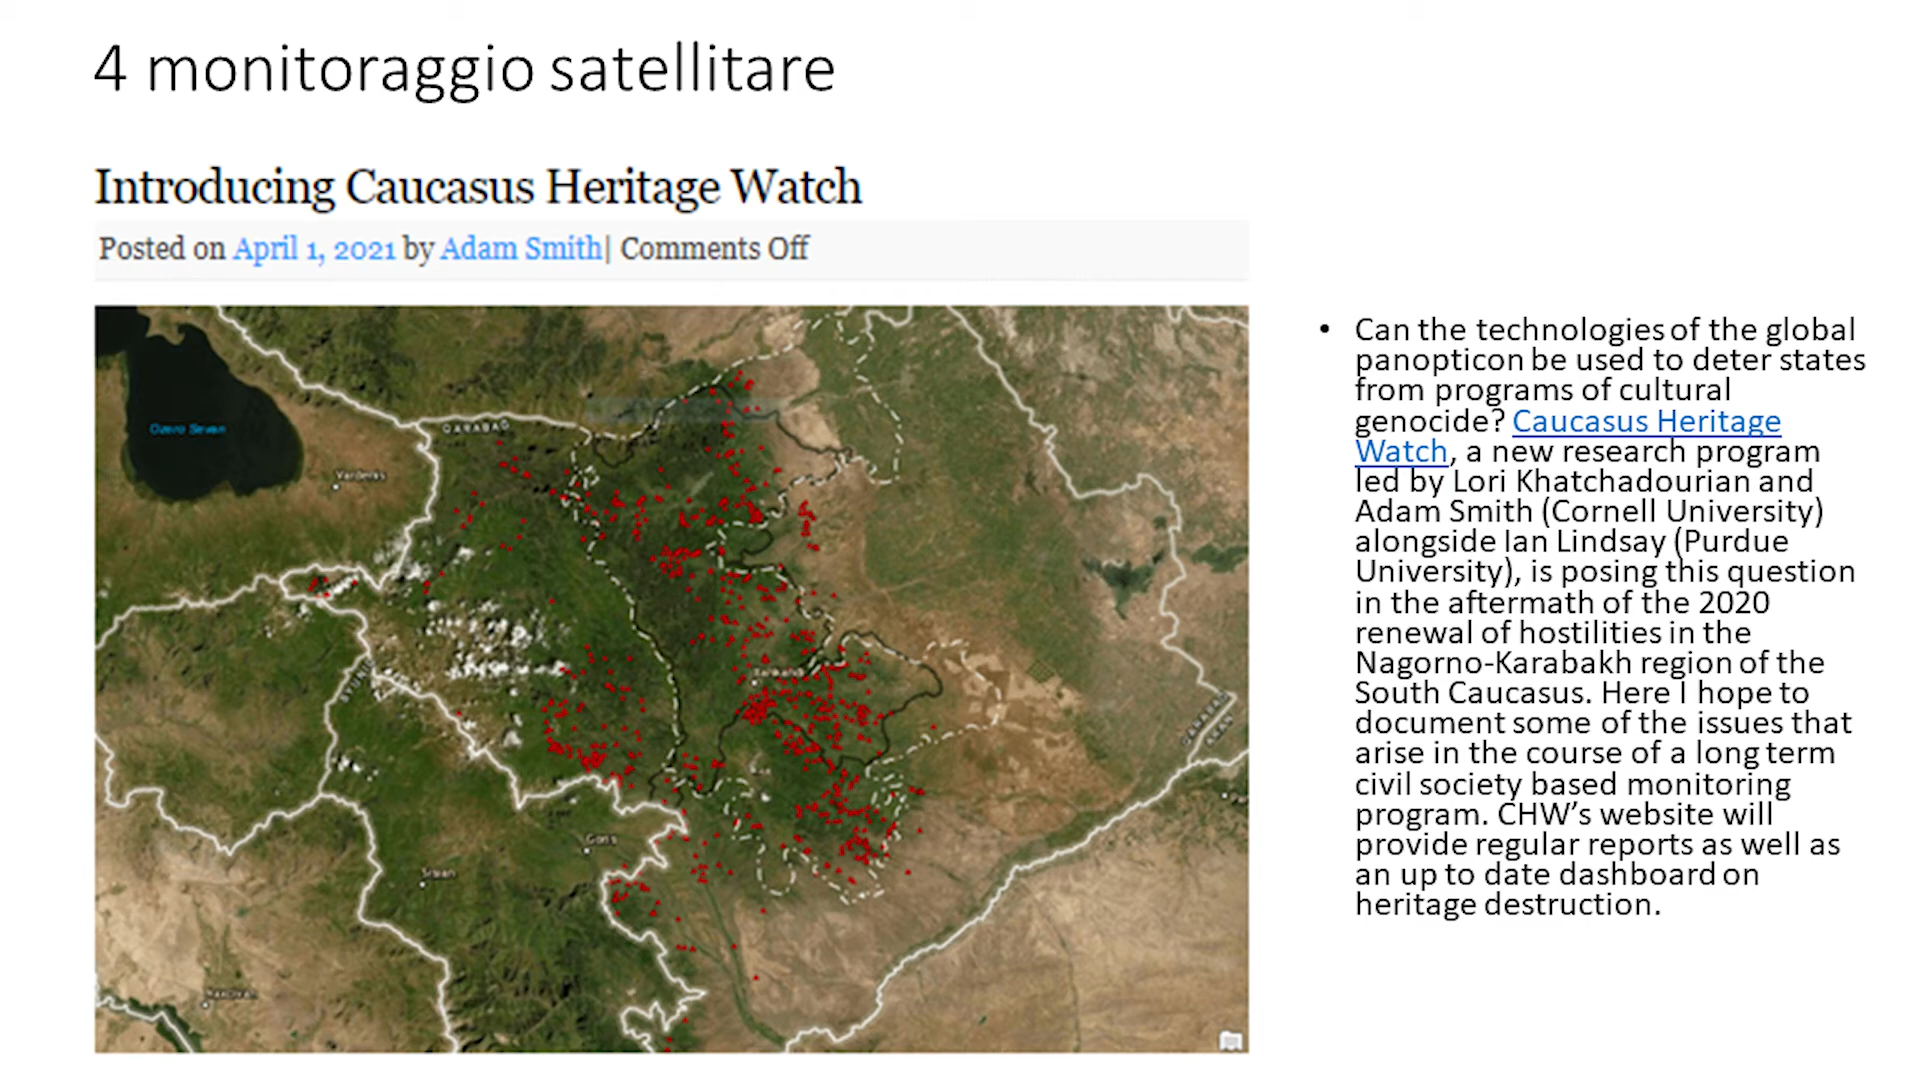 4 monitoraggio satellitare
Introducing Caucasus Heritage Watch
Posted on April 1, 2021 by Adam Smith| Comments Off
Ozero Sevan
QARABAĞ
Vardenis
Goris
Sisian
• Can the technologies of the global
panopticon be used to deter states
from programs of cultural
genocide? Caucasus Heritage
Watch, a new research program
led by Lori Khatchadourian and
Adam Smith (Cornell University)
alongside Ian Lindsay (Purdue
University), is posing this question
in the aftermath of the 2020
renewal of hostilities in the
Nagorno-Karabakh region of the
South Caucasus. Here I hope to
document some of the issues that
arise in the course of a long term
civil society based monitoring
program. CHW’s website will
provide regular reports as well as
an up to date dashboard on
heritage destruction.